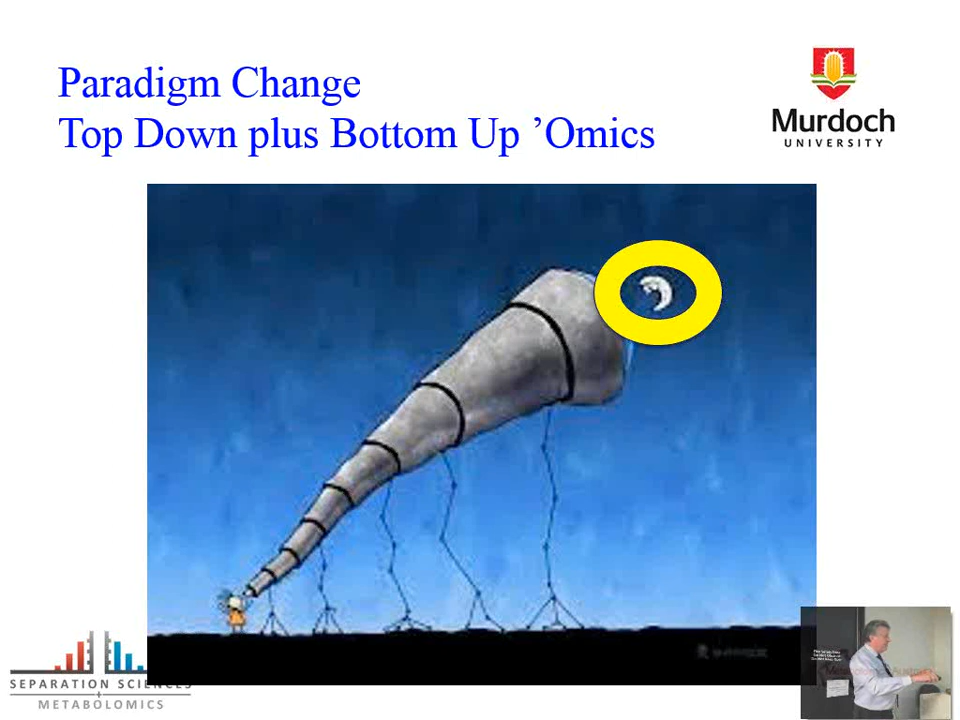 Paradigm Change
Top Down plus Bottom Up ’Omics
Murdoch
UNIVERSITY
SEPARATION SCIENCES
METABOLOMICS